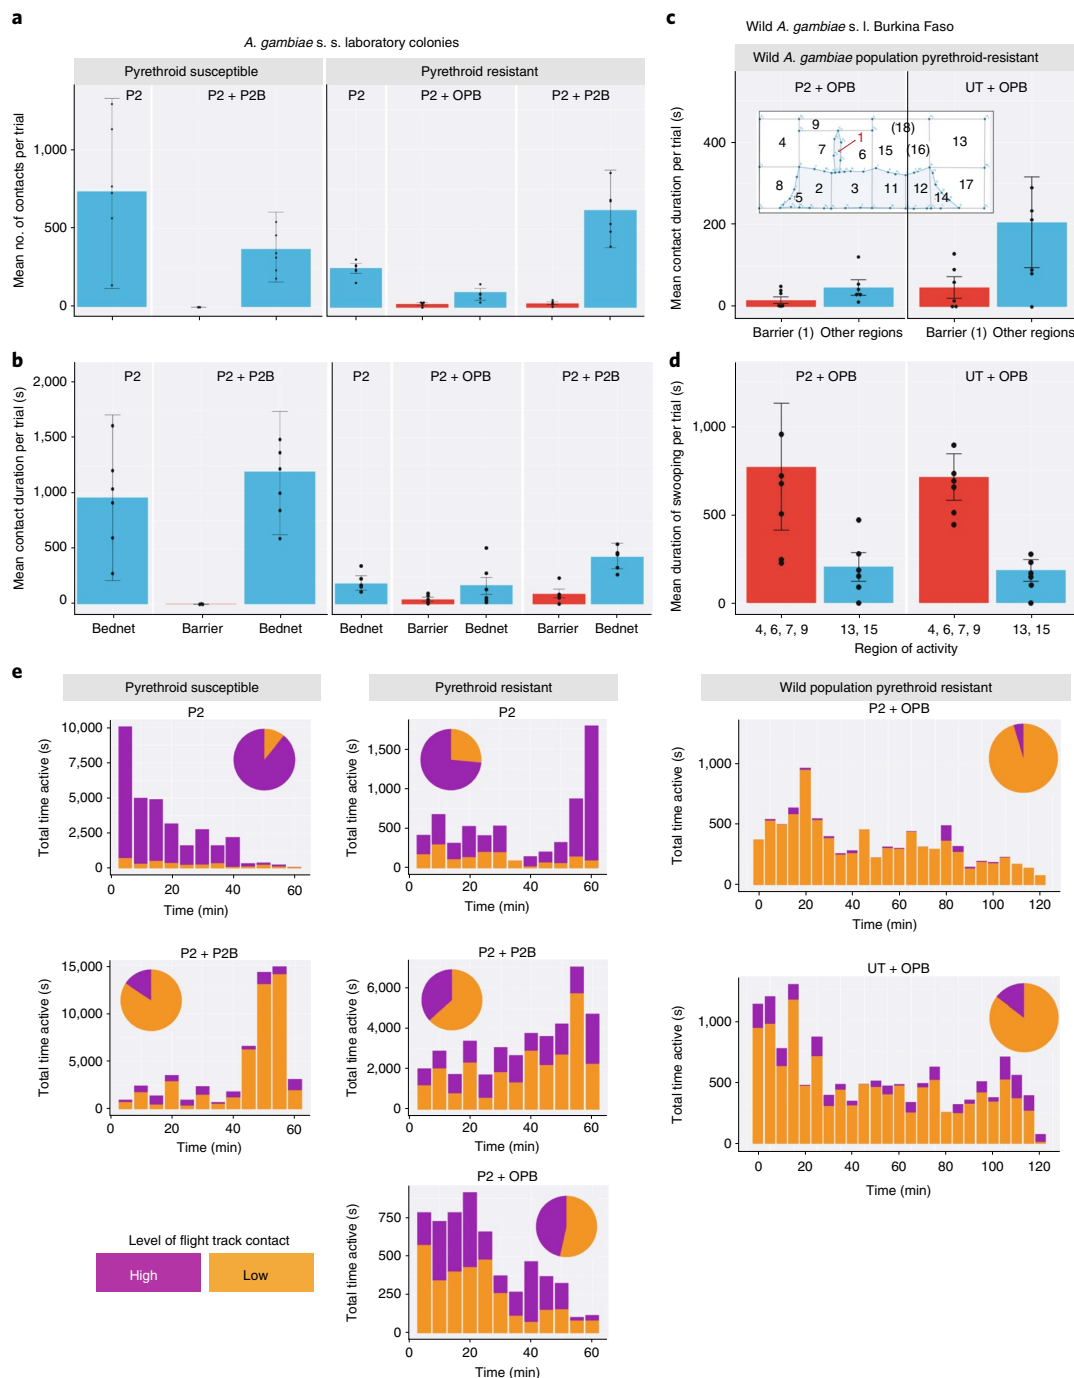 a
A. gambiae s. s. laboratory colonies
Pyrethroid susceptible
Pyrethroid resistant
P2
P2 + P2B
P2
P2 + OPB
P2 + P2B
Mean no. of contacts per trial
1,000
500
0
b
P2
P2 + P2B
P2
P2 + OPB
P2 + P2B
Mean contact duration per trial (s)
2,000
1,500
1,000
500
0
Bednet
Barrier
Bednet
Bednet
Barrier
Bednet
Barrier
Bednet
c
Wild A. gambiae s. l. Burkina Faso
Wild A. gambiae population pyrethroid-resistant
P2 + OPB
UT + OPB
Mean contact duration per trial (s)
400
200
0
9
(18)
4
7
1
6
15
(16)
13
8
5
2
3
11
12
14
17
Barrier (1)
Other regions
Barrier (1)
Other regions
d
P2 + OPB
UT + OPB
Mean duration of swooping per trial (s)
1,000
500
0
4, 6, 7, 9
13, 15
4, 6, 7, 9
13, 15
Region of activity
e
Pyrethroid susceptible
P2
Total time active (s)
10,000
7,500
5,000
2,500
0
0
20
40
60
Time (min)
P2 + P2B
Total time active (s)
15,000
10,000
5,000
0
0
20
40
60
Time (min)
Level of flight track contact
High
Low
Pyrethroid resistant
P2
Total time active (s)
1,500
1,000
500
0
0
20
40
60
Time (min)
P2 + P2B
Total time active (s)
6,000
4,000
2,000
0
0
20
40
60
Time (min)
P2 + OPB
Total time active (s)
750
500
250
0
0
20
40
60
Time (min)
Wild population pyrethroid resistant
P2 + OPB
Total time active (s)
1,000
500
0
0
20
40
60
80
100
120
Time (min)
UT + OPB
Total time active (s)
1,000
500
0
0
20
40
60
80
100
120
Time (min)